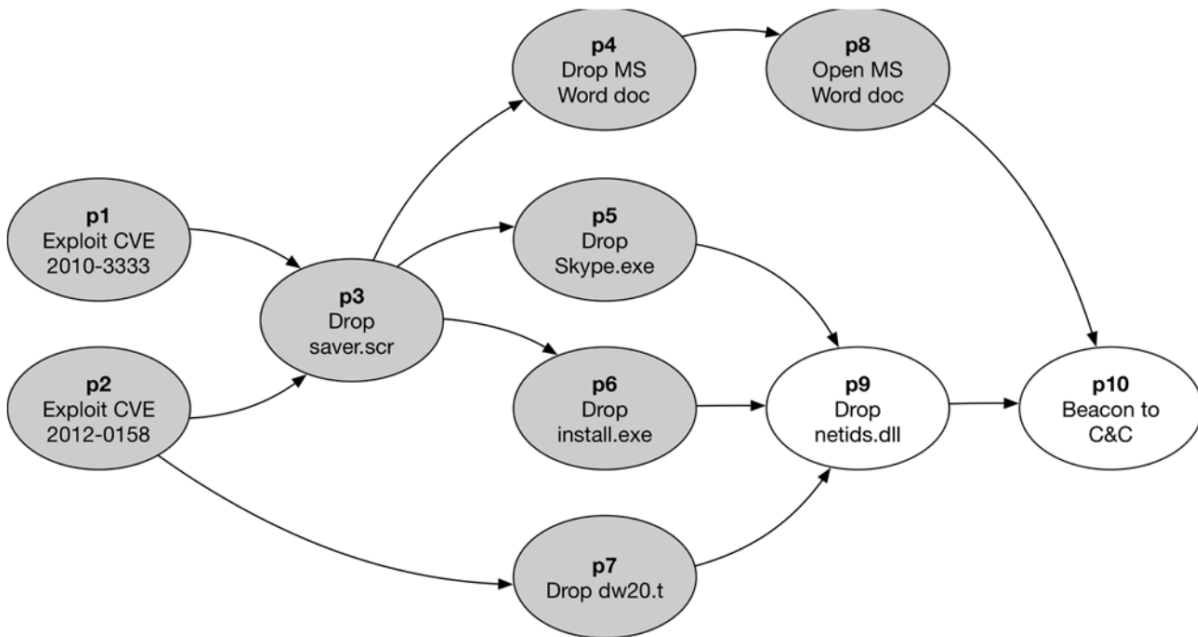 p4
Drop MS
Word doc
p8
Open MS
Word doc
p1
Exploit CVE
2010-3333
p5
Drop
Skype.exe
p3
Drop
saver.scr
p2
Exploit CVE
2012-0158
p6
Drop
install.exe
p9
Drop
netids.dll
p10
Beacon to
C&C
p7
Drop dw20.t